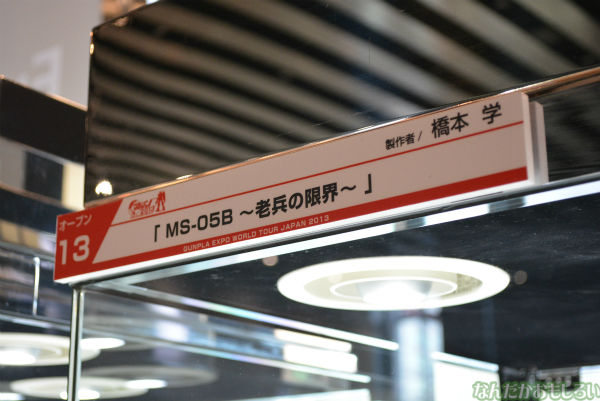 オープン
13
製作者/ 橋本 学
「 MS-05B ～老兵の限界～ 」
GUNPLA EXPO WORLD TOUR JAPAN 2013
なんだかおもしろい